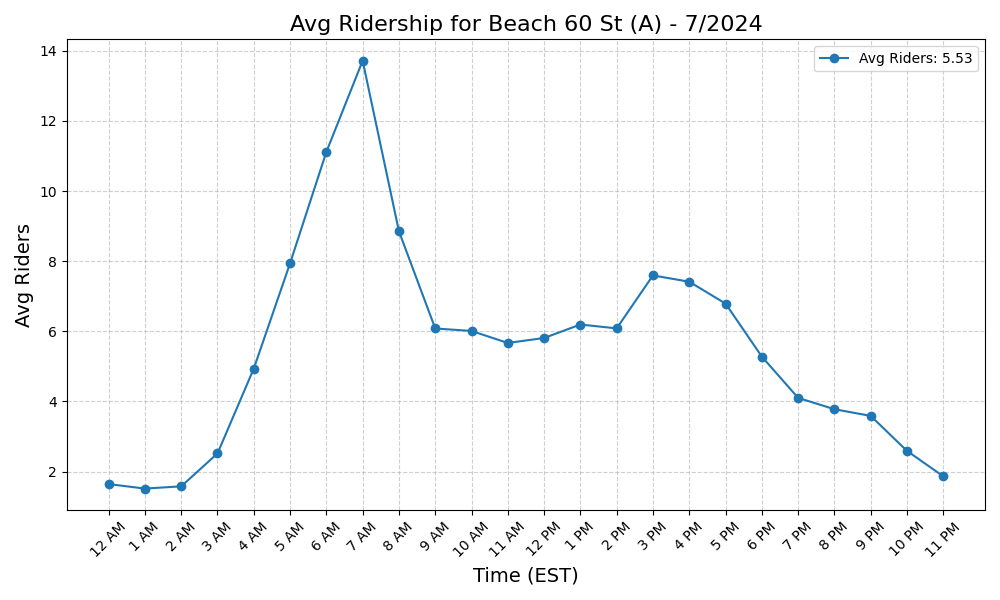 Avg Ridership for Beach 60 St (A) - 7/2024
Avg Riders: 5.53
Avg Riders
14
12
10
8
6
4
2
12 AM
1 AM
2 AM
3 AM
4 AM
5 AM
6 AM
7 AM
8 AM
9 AM
10 AM
11 AM
12 PM
1 PM
2 PM
3 PM
4 PM
5 PM
6 PM
7 PM
8 PM
9 PM
10 PM
11 PM
Time (EST)